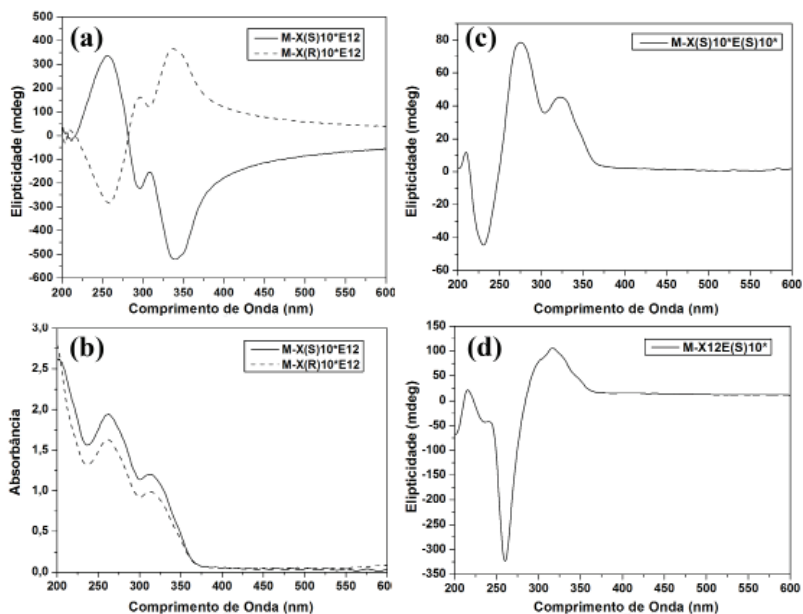 (a)
M-X(S)10*E12
M-X(R)10*E12
Elipticidade (mdeg)
500
400
300
200
100
0
-100
-200
-300
-400
-500
-600
200 250 300 350 400 450 500 550 600
Comprimento de Onda (nm)
(c)
M-X(S)10*E(S)10*
Elipticidade (mdeg)
80
60
40
20
0
-20
-40
-60
200 250 300 350 400 450 500 550 600
Comprimento de Onda (nm)
(b)
M-X(S)10*E12
M-X(R)10*E12
Absorbância
3,0
2,5
2,0
1,5
1,0
0,5
0,0
200 250 300 350 400 450 500 550 600
Comprimento de Onda (nm)
(d)
M-X12E(S)10*
Elipticidade (mdeg)
150
100
50
0
-50
-100
-150
-200
-250
-300
-350
200 250 300 350 400 450 500 550 600
Comprimento de Onda (nm)